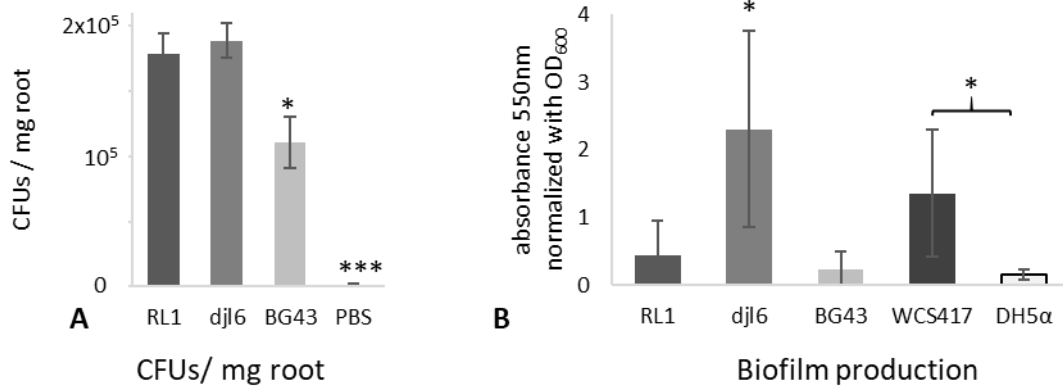 CFUs / mg root
2x10⁵
10⁵
0
*
***
A
RL1 djl6 BG43 PBS
CFUs/ mg root
absorbance 550nm
normalized with OD₆₀₀
4
3
2
1
0
*
*
B
RL1 djl6 BG43 WCS417 DH5α
Biofilm production